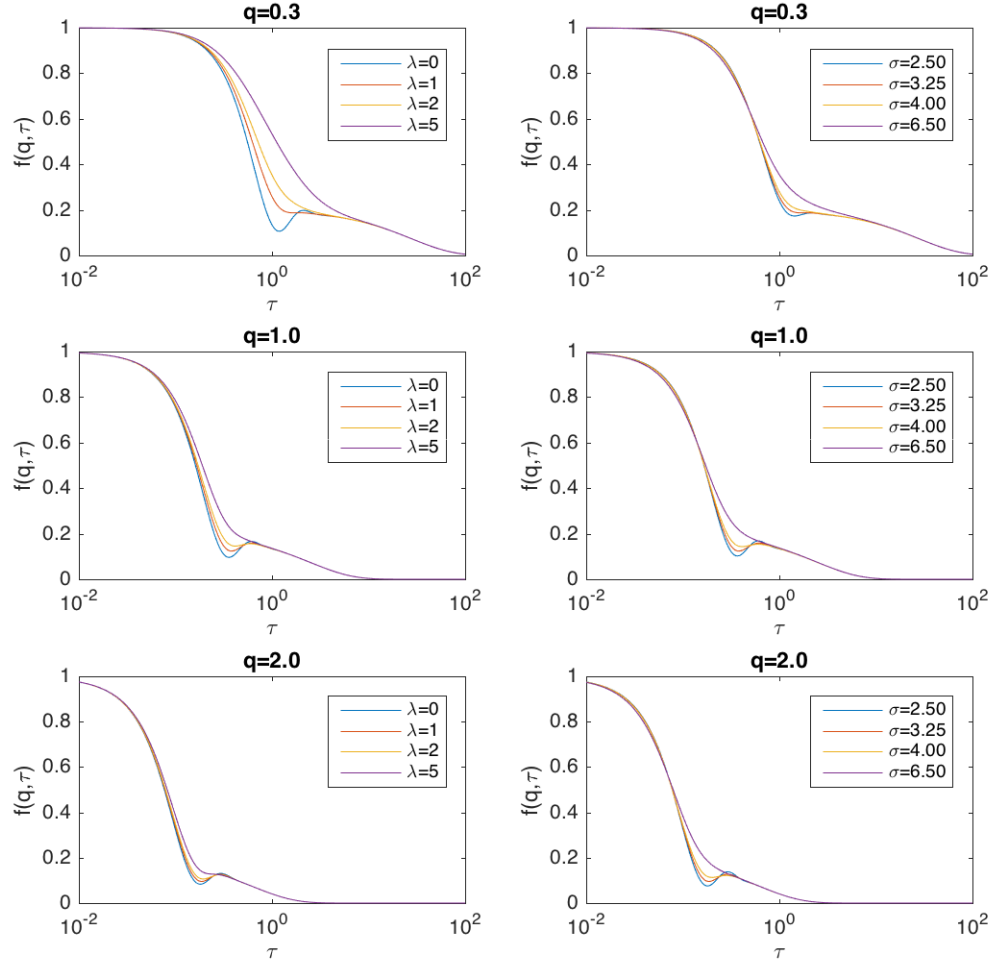 q=0.3
1
0.8
0.6
0.4
0.2
0
f(q,τ)
λ=0
λ=1
λ=2
λ=5
10⁻²
10⁰
10²
τ
q=0.3
1
0.8
0.6
0.4
0.2
0
f(q,τ)
σ=2.50
σ=3.25
σ=4.00
σ=6.50
10⁻²
10⁰
10²
τ
q=1.0
1
0.8
0.6
0.4
0.2
0
f(q,τ)
λ=0
λ=1
λ=2
λ=5
10⁻²
10⁰
10²
τ
q=1.0
1
0.8
0.6
0.4
0.2
0
f(q,τ)
σ=2.50
σ=3.25
σ=4.00
σ=6.50
10⁻²
10⁰
10²
τ
q=2.0
1
0.8
0.6
0.4
0.2
0
f(q,τ)
λ=0
λ=1
λ=2
λ=5
10⁻²
10⁰
10²
τ
q=2.0
1
0.8
0.6
0.4
0.2
0
f(q,τ)
σ=2.50
σ=3.25
σ=4.00
σ=6.50
10⁻²
10⁰
10²
τ